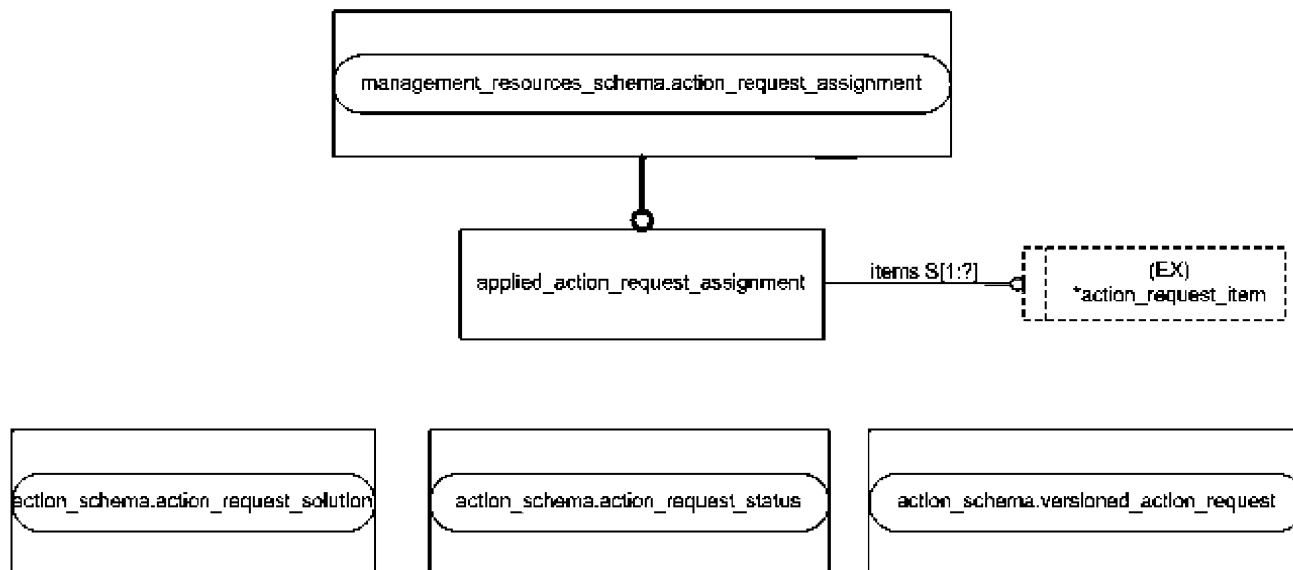 management_resources_schema.action_request_assignment
applied_action_request_assignment
items S[1:?]
(EX)
*action_request_item
action_schema.action_request_solution
action_schema.action_request_status
action_schema.versioned_action_request